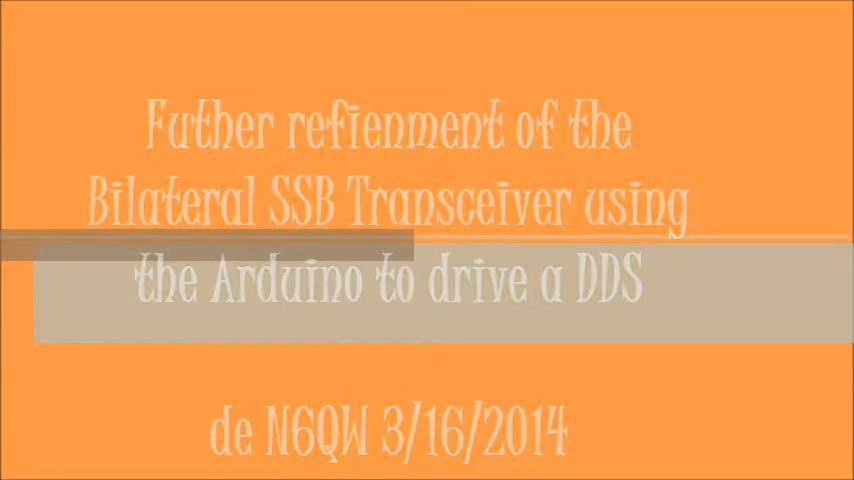 Futher refienment of the
Bilateral SSB Transceiver using
the Arduino to drive a DDS
de N6QW 3/16/2014